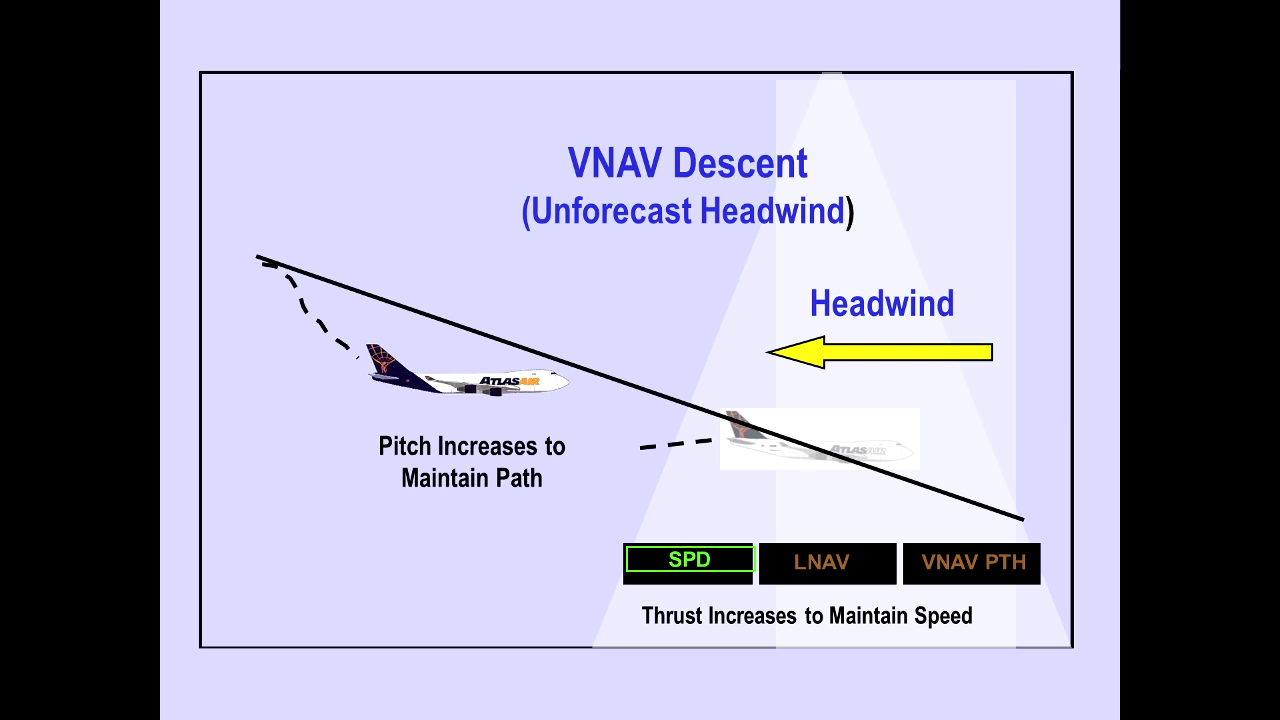 VNAV Descent
(Unforecast Headwind)
Headwind
ATLASAIR
Pitch Increases to
Maintain Path
ATLASAIR
SPD
LNAV
VNAV PTH
Thrust Increases to Maintain Speed